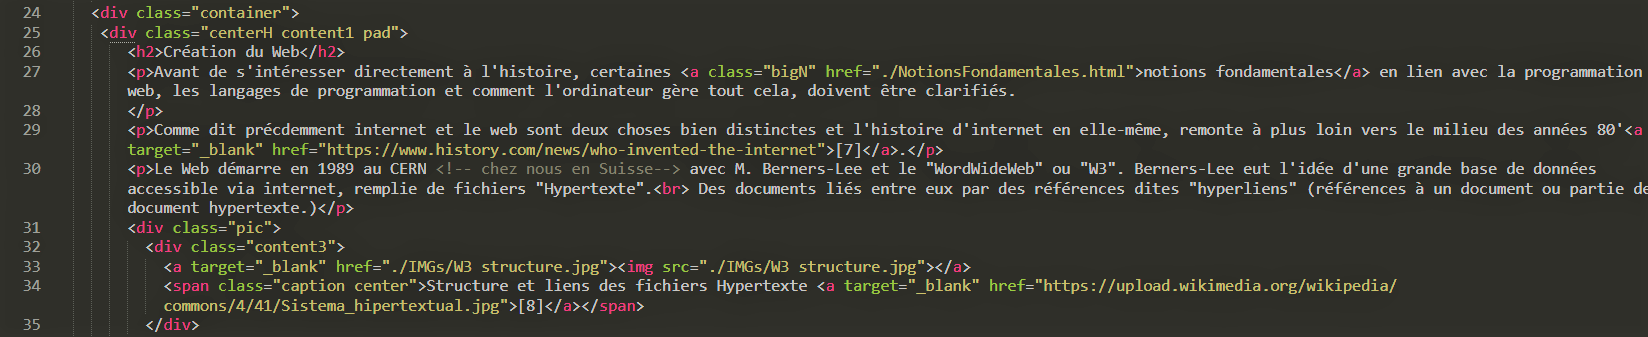 24 <div class="container">
25 <div class="centerH content1 pad">
26 <h2>Création du Web</h2>
27 <p>Avant de s'intéresser directement à l'histoire, certaines <a class="bigN" href="./NotionsFondamentales.html">notions fondamentales</a> en lien avec la programmation
web, les langages de programmation et comment l'ordinateur gère tout cela, doivent être clarifiés.
28 </p>
29 <p>Comme dit précdemment internet et le web sont deux choses bien distinctes et l'histoire d'internet en elle-même, remonte à plus loin vers le milieu des années 80'<a
target="_blank" href="https://www.history.com/news/who-invented-the-internet">[7]</a>.</p>
30 <p>Le Web démarre en 1989 au CERN <!-- chez nous en Suisse--> avec M. Berners-Lee et le "WordWideWeb" ou "W3". Berners-Lee eut l'idée d'une grande base de données
accessible via internet, remplie de fichiers "Hypertexte".<br> Des documents liés entre eux par des références dites "hyperliens" (références à un document ou partie de
document hypertexte.)</p>
31 <div class="pic">
32 <div class="content3">
33 <a target="_blank" href="./IMGs/W3 structure.jpg"><img src="./IMGs/W3 structure.jpg"></a>
34 <span class="caption center">Structure et liens des fichiers Hypertexte <a target="_blank" href="https://upload.wikimedia.org/wikipedia/
commons/4/41/Sistema_hipertextual.jpg">[8]</a></span>
35 </div>